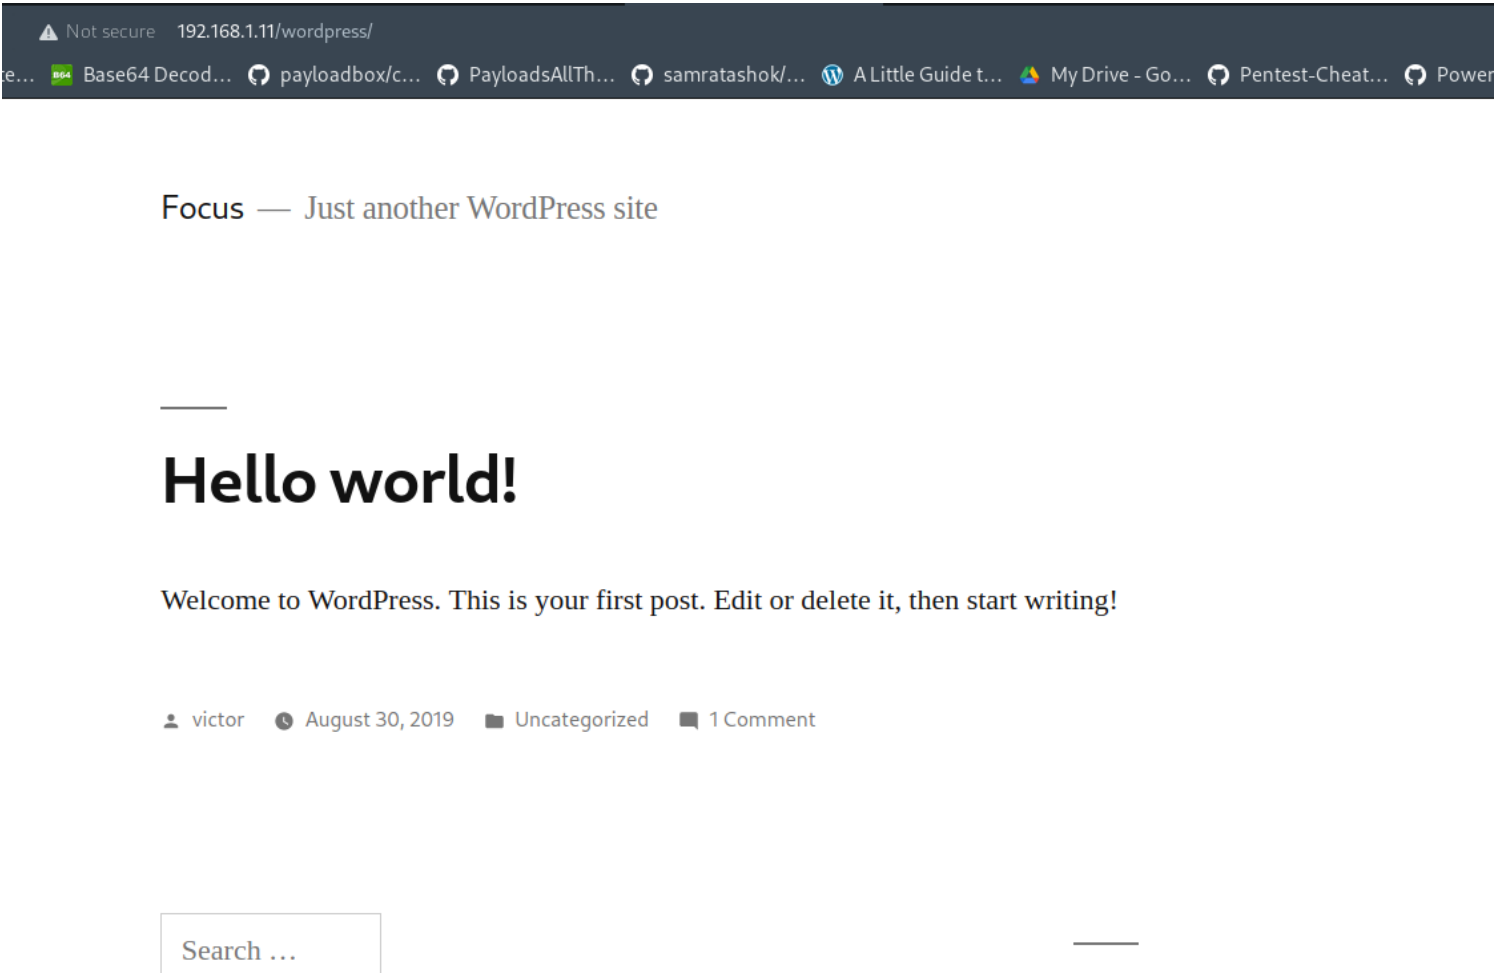 Not secure 192.168.1.11/wordpress/
te... B64 Base64 Decod... payloadbox/c... PayloadsAllTh... samratashok/... A Little Guide t... My Drive - Go... Pentest-Cheat... Power
Focus — Just another WordPress site
Hello world!
Welcome to WordPress. This is your first post. Edit or delete it, then start writing!
victor August 30, 2019 Uncategorized 1 Comment
Search …